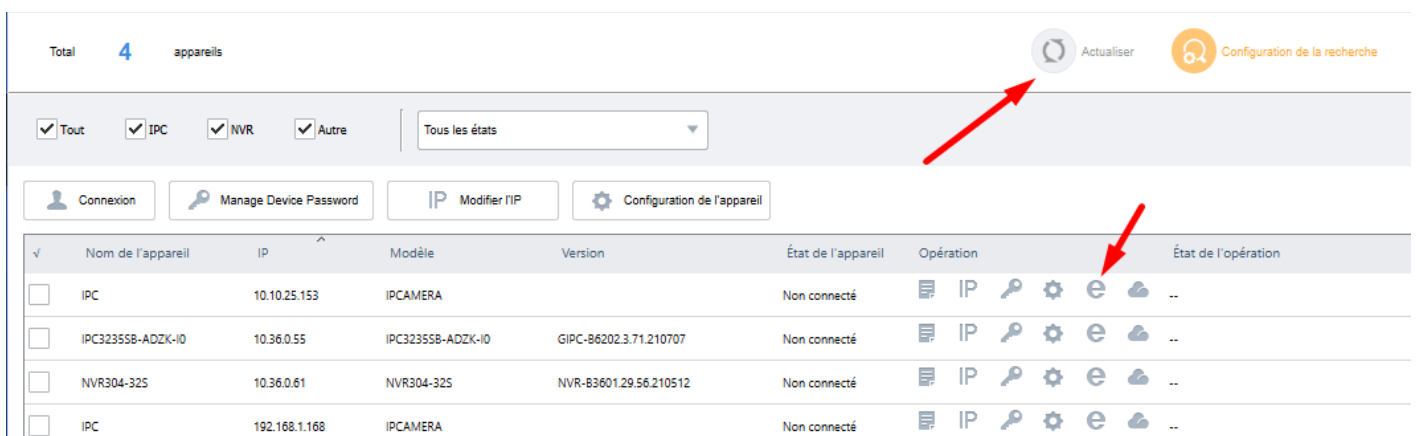 Total 4 appareils Actualiser Configuration de la recherche
Tout IPC NVR Autre Tous les états
Connexion Manage Device Password IP Modifier l'IP Configuration de l'appareil
√ Nom de l'appareil IP Modèle Version État de l'appareil Opération État de l'opération
IPC 10.10.25.153 IPCAMERA Non connecté IP --
IPC3235SB-ADZK-I0 10.36.0.55 IPC3235SB-ADZK-I0 GIPC-B6202.3.71.210707 Non connecté IP --
NVR304-32S 10.36.0.61 NVR304-32S NVR-B3601.29.56.210512 Non connecté IP --
IPC 192.168.1.168 IPCAMERA Non connecté IP --